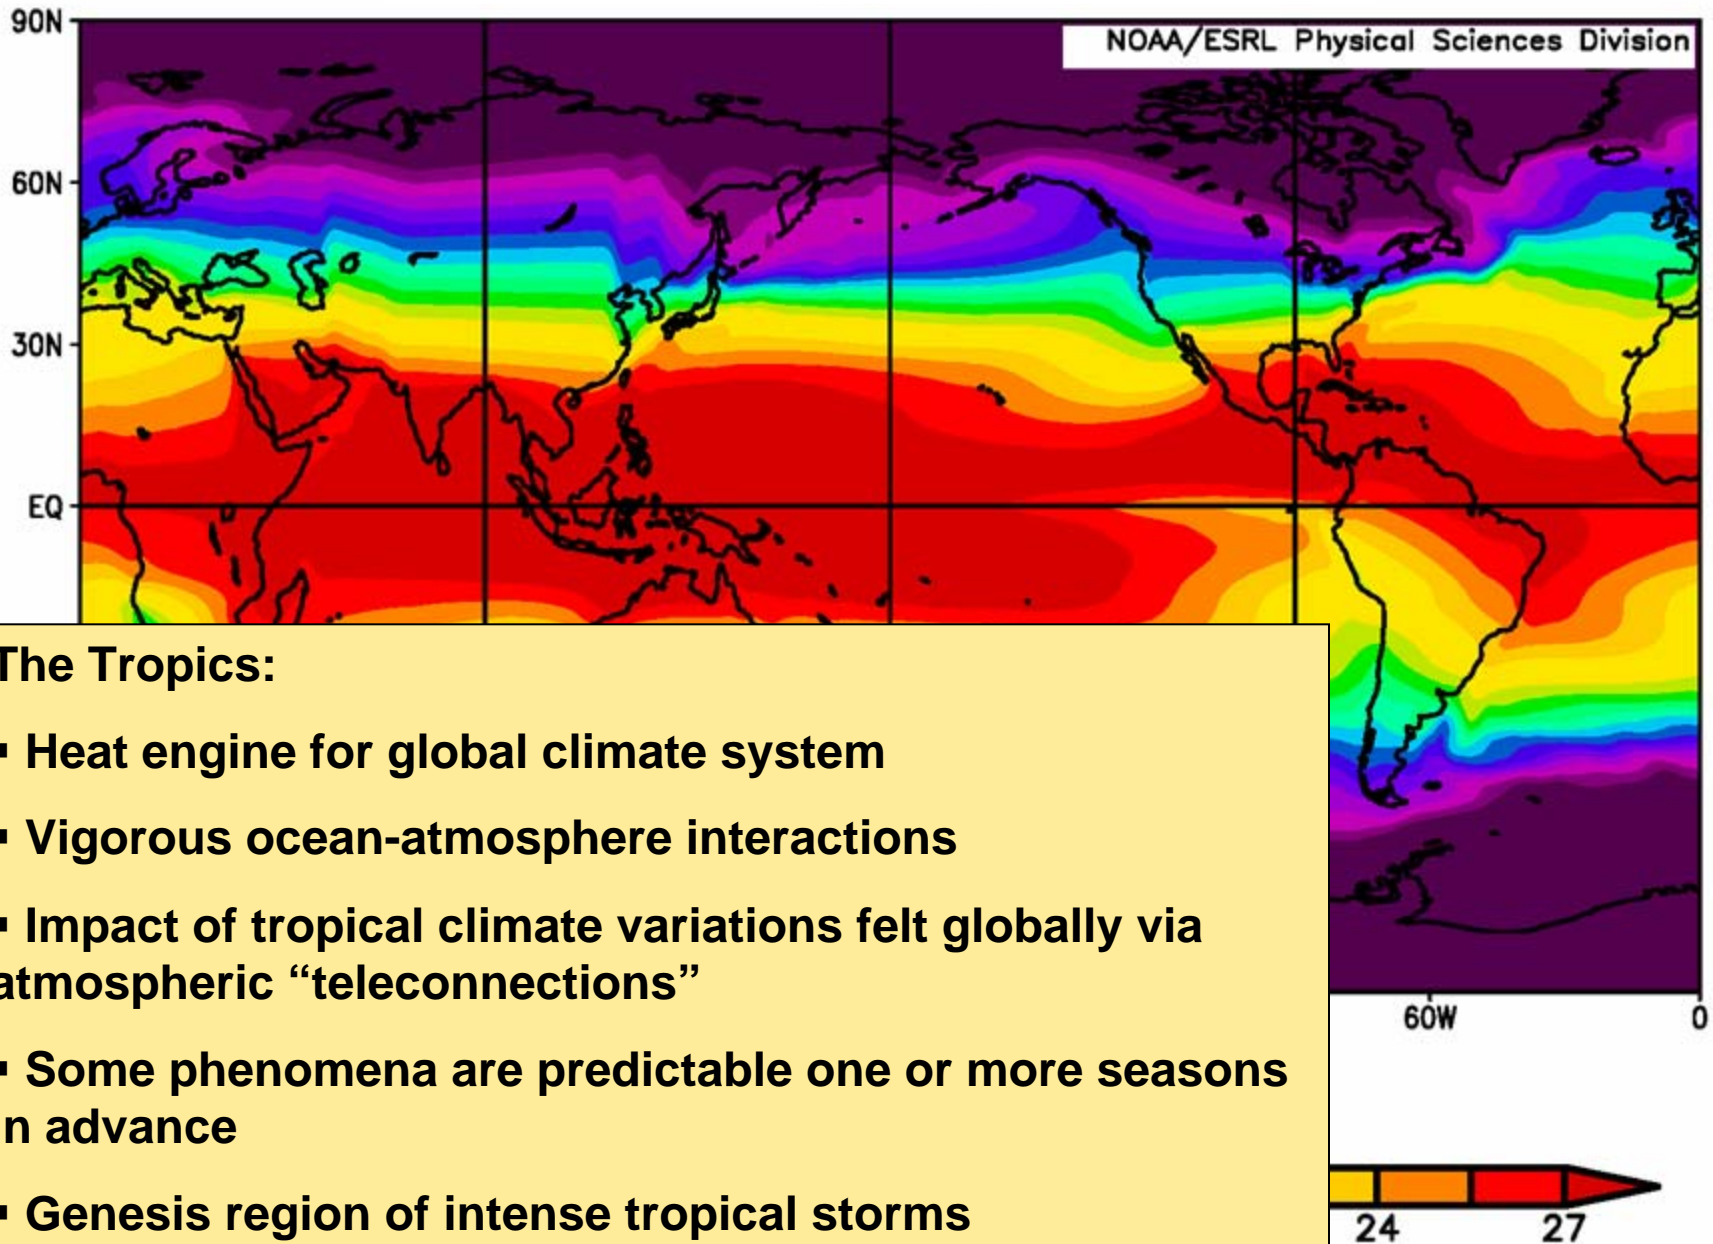 90N
NOAA/ESRL Physical Sciences Division
60N
30N
EQ
The Tropics:
▪ Heat engine for global climate system
▪ Vigorous ocean-atmosphere interactions
▪ Impact of tropical climate variations felt globally via
atmospheric “teleconnections”
▪ Some phenomena are predictable one or more seasons
in advance
▪ Genesis region of intense tropical storms
60W 0
24 27